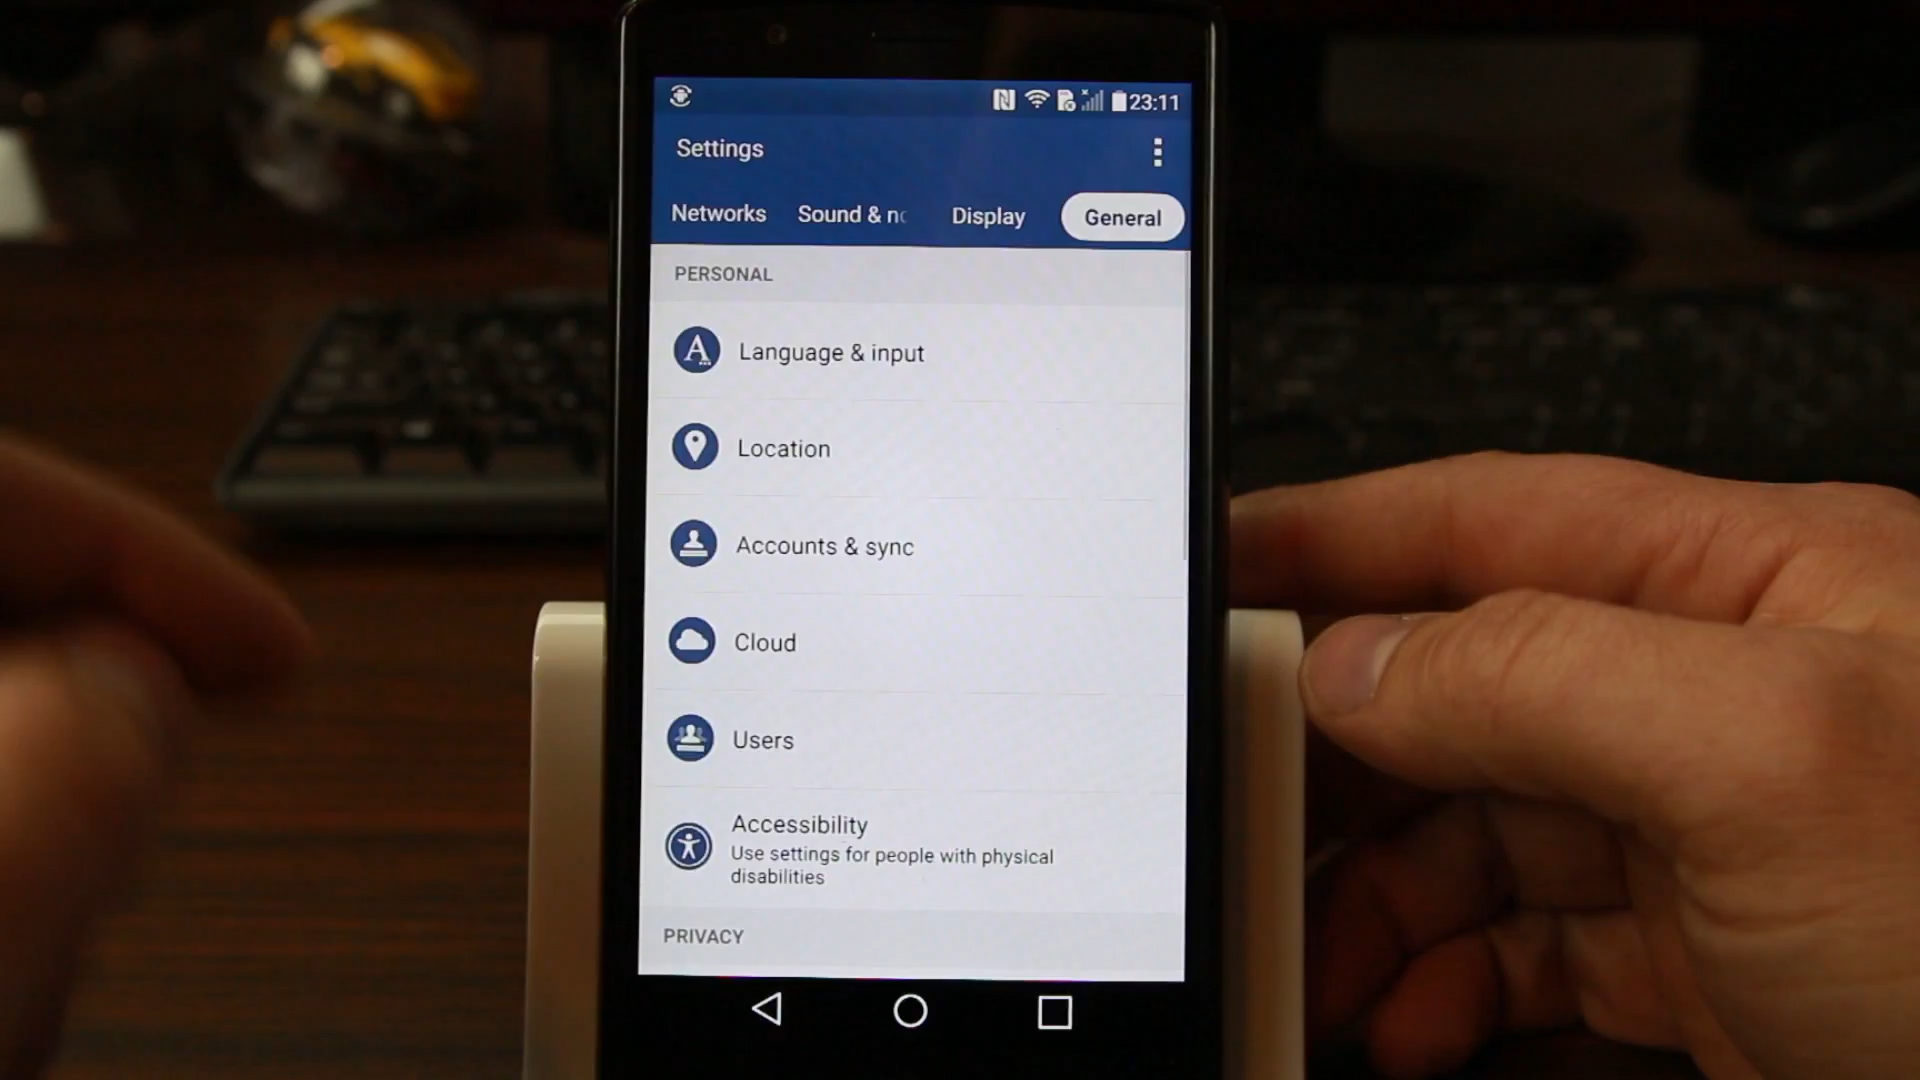 23:11
Settings
Networks Sound & no Display General
PERSONAL
Language & input
Location
Accounts & sync
Cloud
Users
Accessibility
Use settings for people with physical
disabilities
PRIVACY